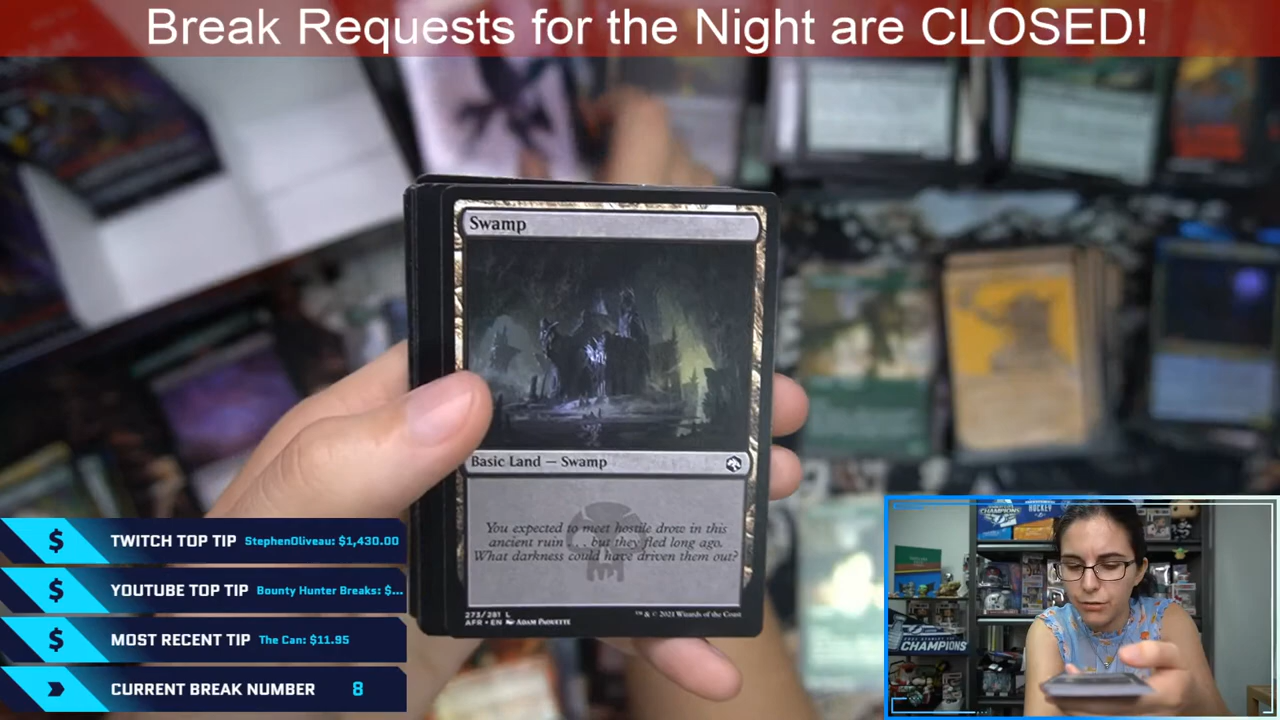 Break Requests for the Night are CLOSED!
Swamp
Basic Land — Swamp
You expected to meet hostile drow in this
ancient ruin . . . but they fled long ago.
What darkness could have driven them out?
273/281 L
AFR • EN Adam Paquette
™ & © 2021 Wizards of the Coast
TWITCH TOP TIP StephenOliveau: $1,430.00
YOUTUBE TOP TIP Bounty Hunter Breaks: $...
MOST RECENT TIP The Can: $11.95
CURRENT BREAK NUMBER 8
CHAMPIONS
HOCKEY
CHAMPIONS